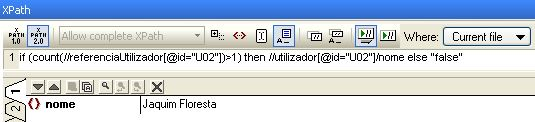 XPath
XPATH 1.0 XPATH 2.0 Allow complete XPath Where: Current file
1 if (count(//referenciaUtilizador[@id="U02"])>1) then //utilizador[@id="U02"]/nome else "false"
1
2
nome Jaquim Floresta